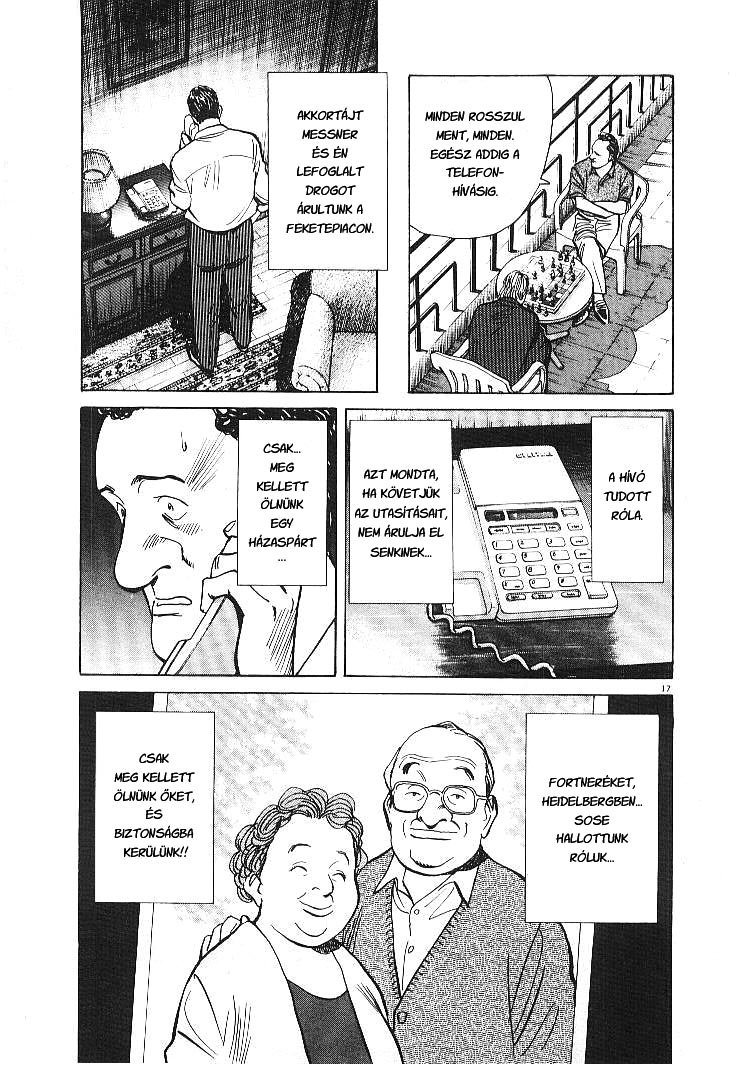 MINDEN ROSSZUL
MENT, MINDEN.
EGÉSZ ADDIG A
TELEFON-
HÍVÁSIG.
AKKORTÁJT
MESSNER
ÉS ÉN
LEFOGLALT
DROGOT
ÁRULTUNK A
FEKETEPIACON.
A HÍVÓ
TUDOTT
RÓLA.
AZT MONDTA,
HA KÖVETJÜK
AZ UTASÍTÁSAIT,
NEM ÁRULJA EL
SENKINEK...
CSAK...
MEG
KELLETT
ÖLNÜNK
EGY
HÁZASPÁRT
...
17
FORTNERÉKET,
HEIDELBERGBEN...
SOSE
HALLOTTUNK
RÓLUK...
CSAK
MEG KELLETT
ÖLNÜNK ŐKET,
ÉS
BIZTONSÁGBA
KERÜLÜNK!!